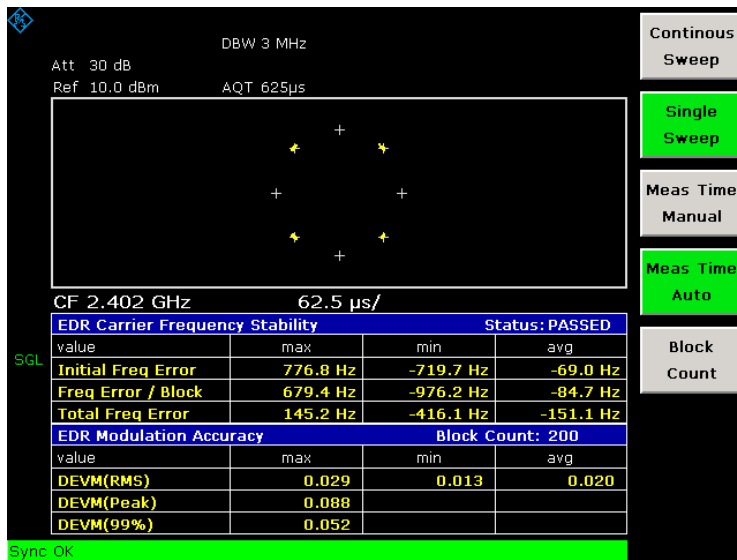 DBW 3 MHz
Att 30 dB
Ref 10.0 dBm AQT 625µs
CF 2.402 GHz 62.5 µs/
EDR Carrier Frequency Stability Status: PASSED
value max min avg
Initial Freq Error 776.8 Hz -719.7 Hz -69.0 Hz
Freq Error / Block 679.4 Hz -976.2 Hz -84.7 Hz
Total Freq Error 145.2 Hz -416.1 Hz -151.1 Hz
EDR Modulation Accuracy Block Count: 200
value max min avg
DEVM(RMS) 0.029 0.013 0.020
DEVM(Peak) 0.088
DEVM(99%) 0.052
SGL
Sync OK
Continous
Sweep
Single
Sweep
Meas Time
Manual
Meas Time
Auto
Block
Count